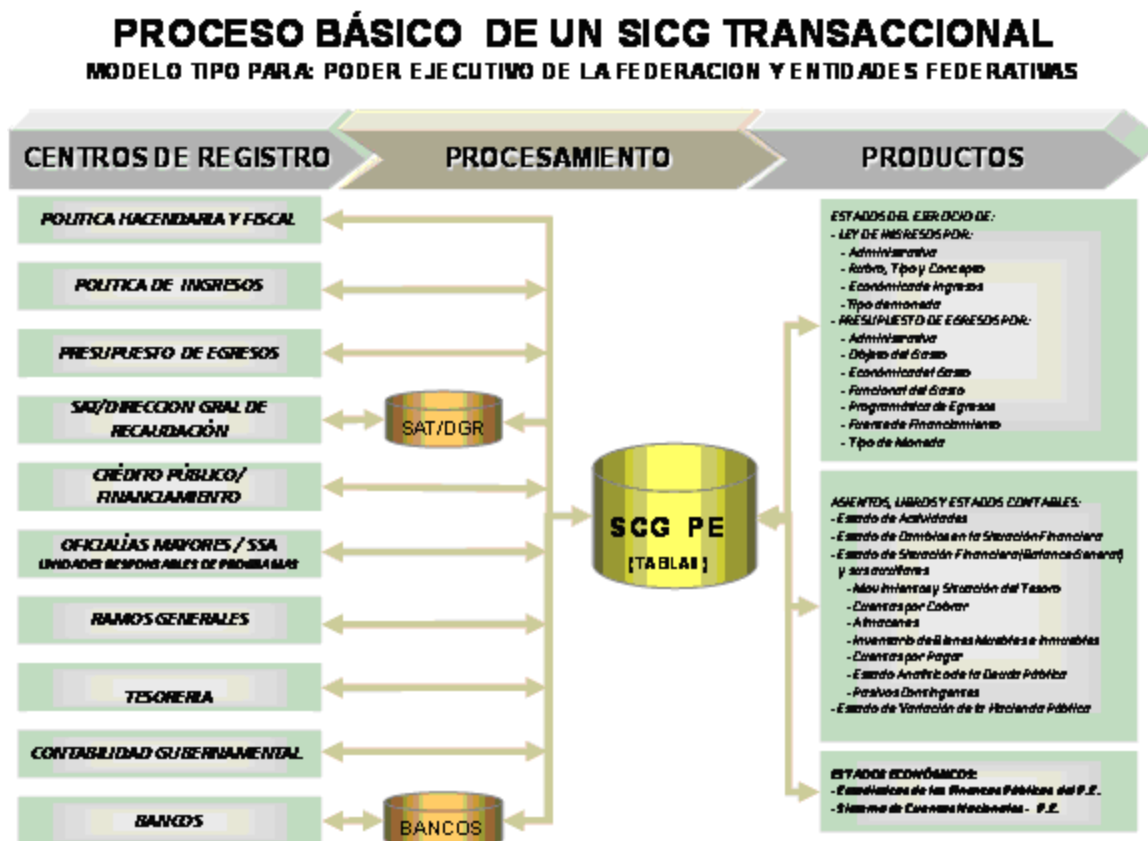 PROCESO BÁSICO DE UN SICG TRANSACCIONAL
MODELO TIPO PARA: PODER EJECUTIVO DE LA FEDERACION Y ENTIDADES FEDERATIVAS
CENTROS DE REGISTRO
PROCESAMIENTO
PRODUCTOS
POLITICA HACENDARIA Y FISCAL
POLITICA DE INGRESOS
PRESUPUESTO DE EGRESOS
SAT/DIRECCION GRAL DE
RECAUDACIÓN
CRÉDITO PÚBLICO/
FINANCIAMIENTO
OFICIALÍAS MAYORES / SSA
UNIDADES RESPONSABLES DE PROGRAMAS
RAMOS GENERALES
TESORERIA
CONTABILIDAD GUBERNAMENTAL
BANCOS
SAT/DGR
BANCOS
SCG PE
(TABLAS)
ESTADOS DEL EJERCICIO DE:
- LEY DE INGRESOS POR:
- Administrativa
- Rubro, Tipo y Concepto
- Económica de Ingresos
- Tipo de moneda
- PRESUPUESTO DE EGRESOS POR:
- Administrativa
- Objeto del Gasto
- Económica del Gasto
- Funcional del Gasto
- Programática de Egresos
- Fuente de Financiamiento
- Tipo de Moneda
ASIENTOS, LIBROS Y ESTADOS CONTABLES:
- Estado de Actividades
- Estado de Cambios en la Situación Financiera
- Estado de Situación Financiera (Balance General)
y sus auxiliares
- Movimientos y Situación del Tesoro
- Cuentas por Cobrar
- Almacenes
- Inventario de Bienes Muebles e Inmuebles
- Cuentas por Pagar
- Estado Analítico de la Deuda Pública
- Pasivos Contingentes
- Estado de Variación de la Hacienda Pública
ESTADOS ECONÓMICOS:
- Estadísticas de las Finanzas Públicas del P.E.
- Sistema de Cuentas Nacionales - P.E.